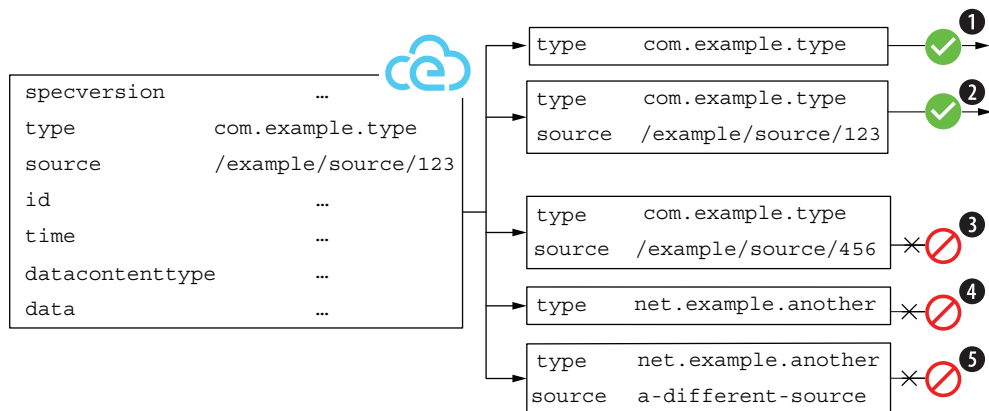 specversion …
type com.example.type
source /example/source/123
id …
time …
datacontenttype …
data …
e
type com.example.type
1
type com.example.type
source /example/source/123
2
type com.example.type
source /example/source/456
3
type net.example.another
4
type net.example.another
source a-different-source
5